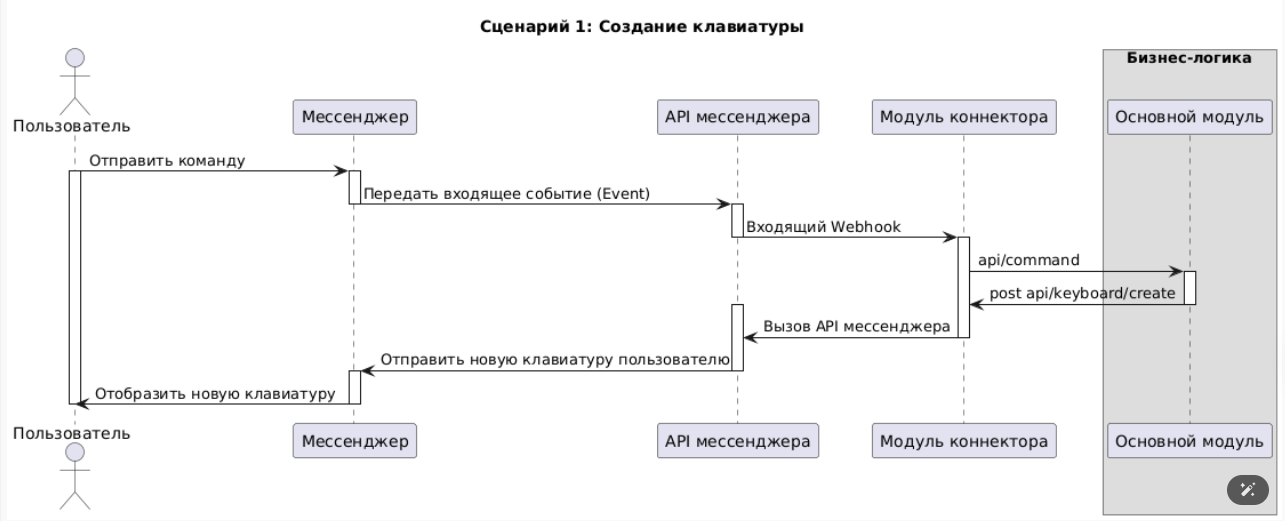 Сценарий 1: Создание клавиатуры
Бизнес-логика
Пользователь
Мессенджер
API мессенджера
Модуль коннектора
Основной модуль
Отправить команду
Передать входящее событие (Event)
Входящий Webhook
api/command
post api/keyboard/create
Вызов API мессенджера
Отправить новую клавиатуру пользователю
Отобразить новую клавиатуру
Пользователь
Мессенджер
API мессенджера
Модуль коннектора
Основной модуль